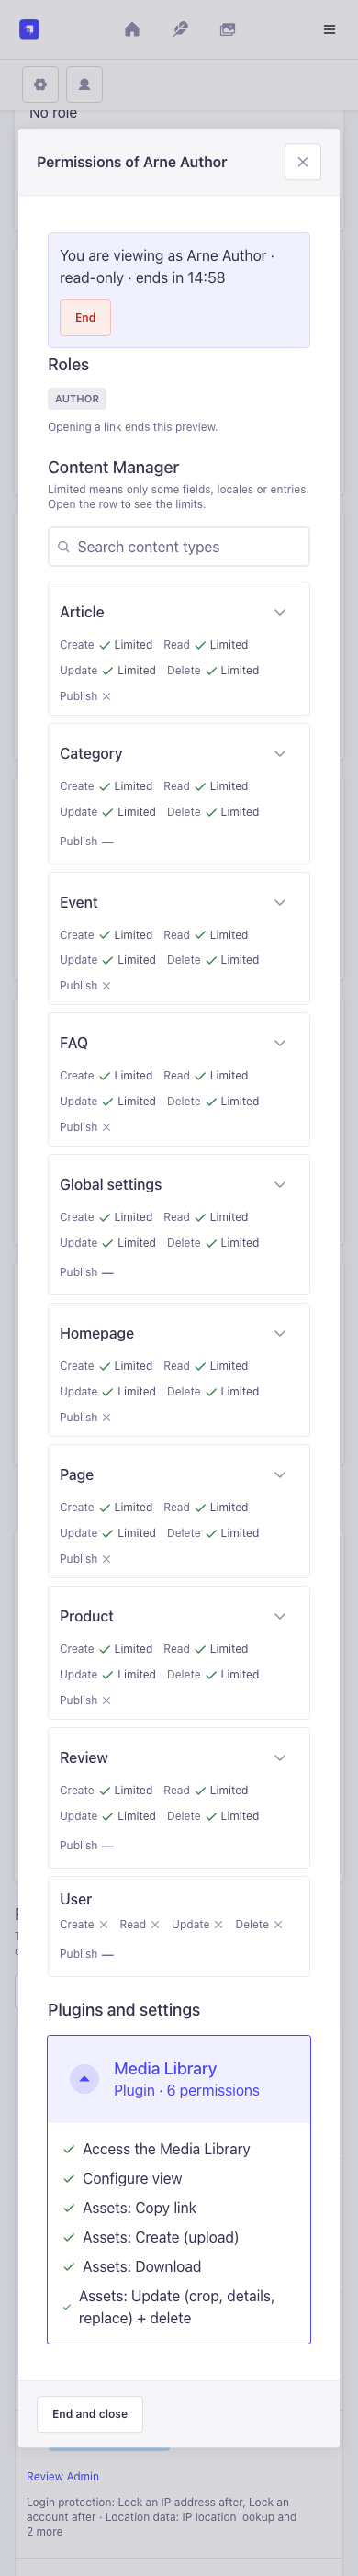 No role
Permissions of Arne Author
You are viewing as Arne Author ·
read-only · ends in 14:58
End
Roles
AUTHOR
Opening a link ends this preview.
Content Manager
Limited means only some fields, locales or entries.
Open the row to see the limits.
Search content types
Article
Create Limited Read Limited
Update Limited Delete Limited
Publish
Category
Create Limited Read Limited
Update Limited Delete Limited
Publish —
Event
Create Limited Read Limited
Update Limited Delete Limited
Publish
FAQ
Create Limited Read Limited
Update Limited Delete Limited
Publish
Global settings
Create Limited Read Limited
Update Limited Delete Limited
Publish —
Homepage
Create Limited Read Limited
Update Limited Delete Limited
Publish
Page
Create Limited Read Limited
Update Limited Delete Limited
Publish
Product
Create Limited Read Limited
Update Limited Delete Limited
Publish
Review
Create Limited Read Limited
Update Limited Delete Limited
Publish —
User
Create Read Update Delete
Publish —
Plugins and settings
Media Library
Plugin · 6 permissions
Access the Media Library
Configure view
Assets: Copy link
Assets: Create (upload)
Assets: Download
Assets: Update (crop, details,
replace) + delete
End and close
Review Admin
Login protection: Lock an IP address after, Lock an
account after · Location data: IP location lookup and
2 more